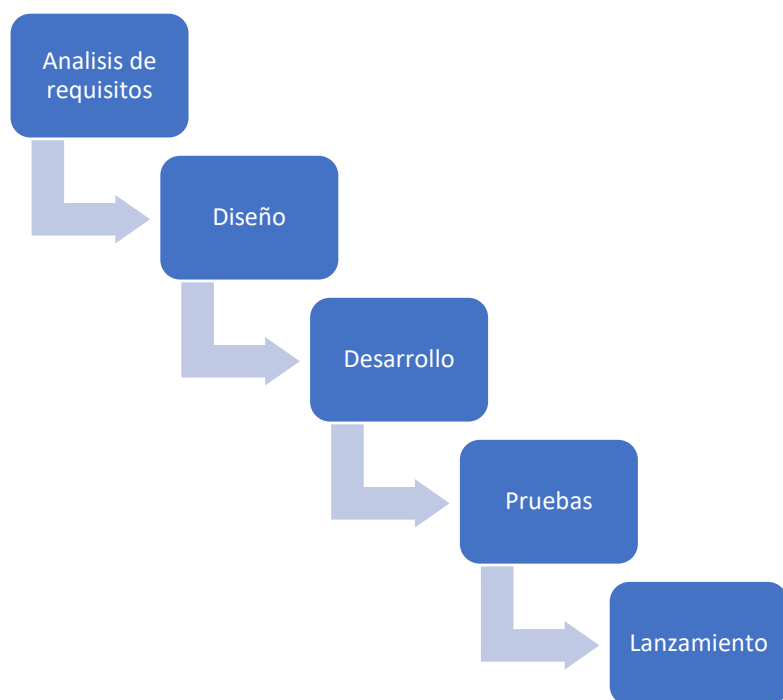 Analisis de
requisitos
Diseño
Desarrollo
Pruebas
Lanzamiento